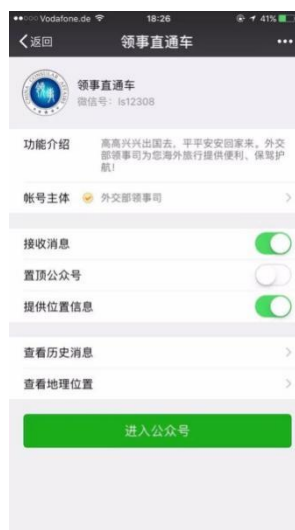 Vodafone.de 18:26 41%
返回 领事直通车
领事直通车
微信号: ls12308
功能介绍 高高兴兴出国去，平平安安回家来。外交
部领事司为您海外旅行提供便利、保驾护
航！
帐号主体 外交部领事司
接收消息
置顶公众号
提供位置信息
查看历史消息
查看地理位置
进入公众号